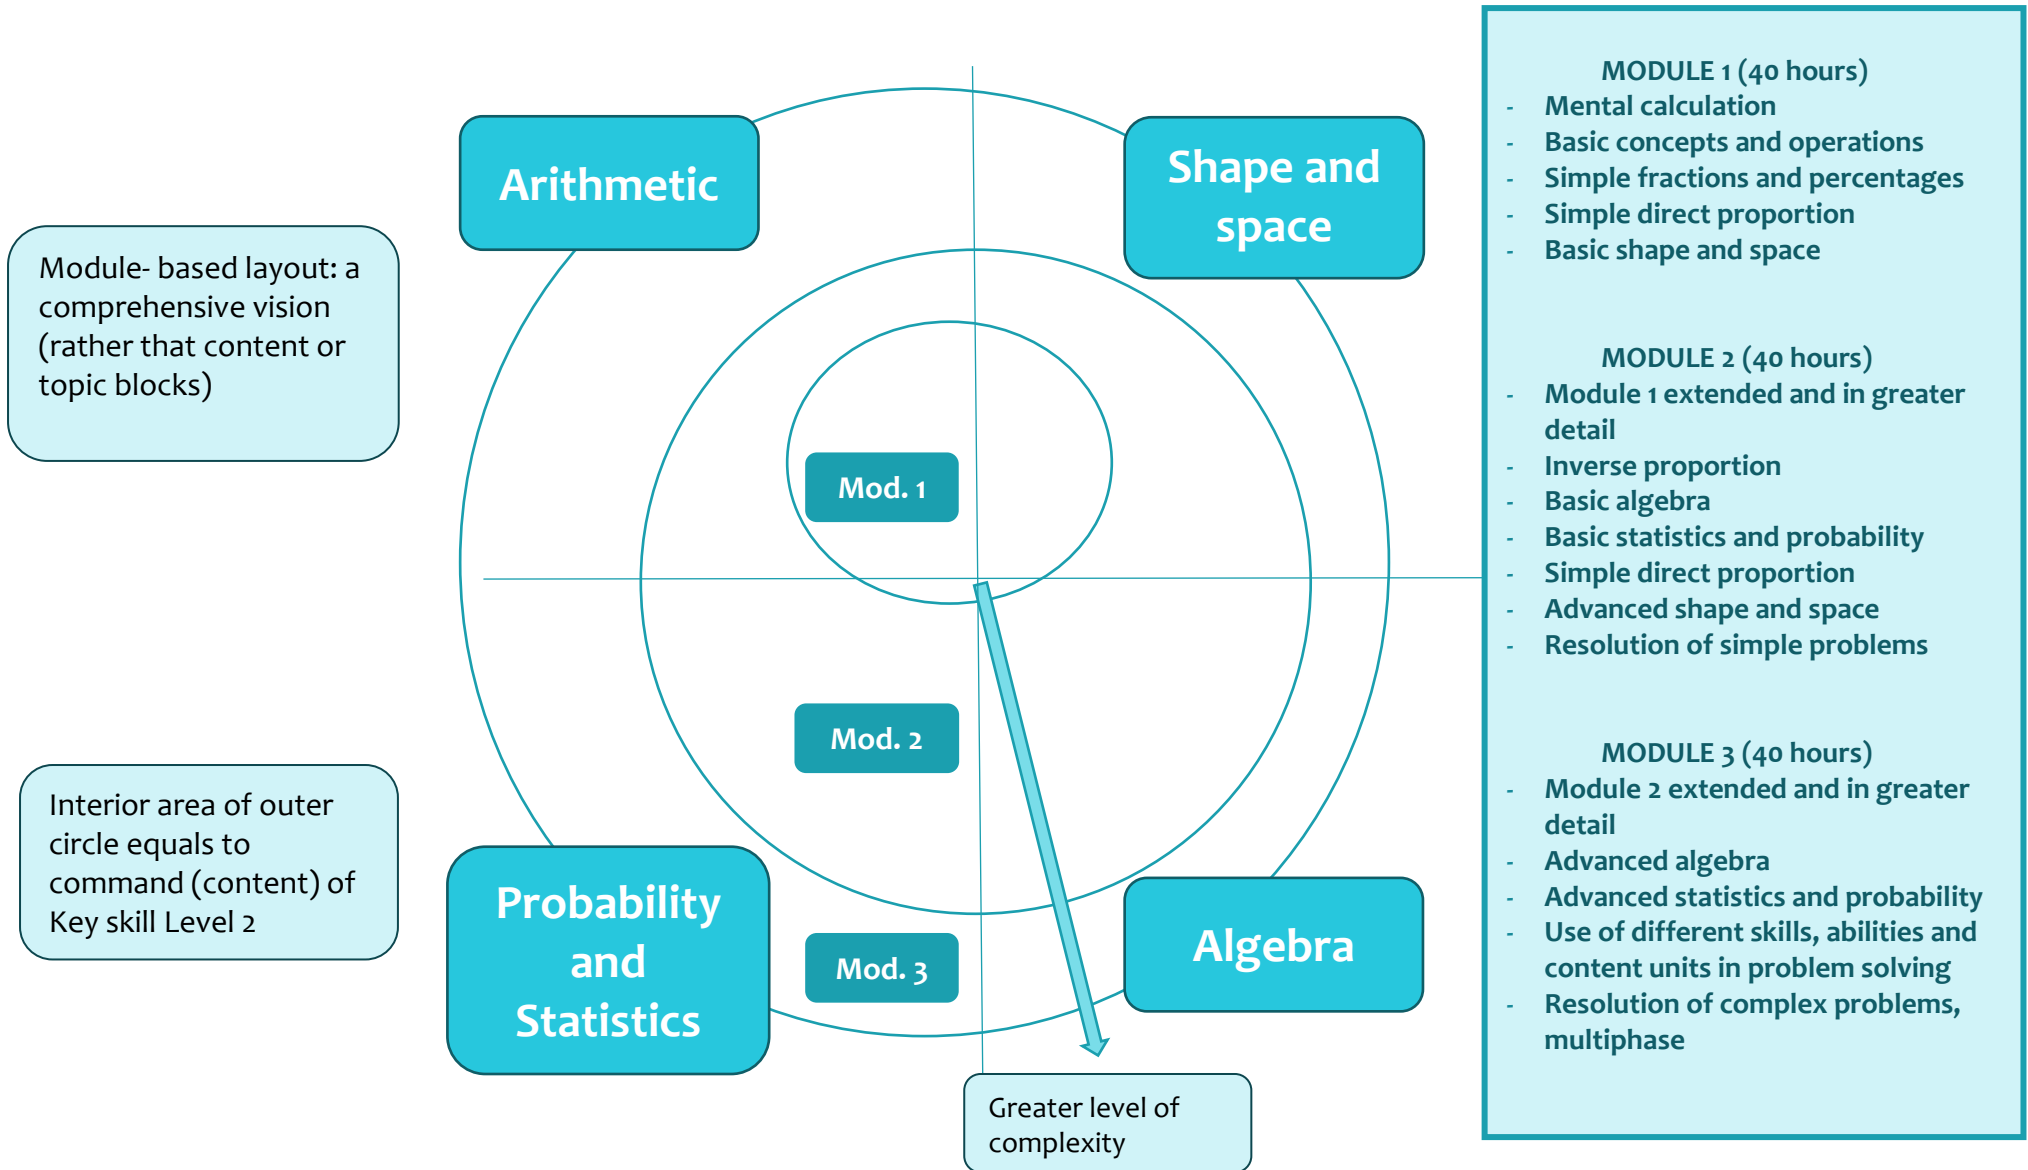 Arithmetic
Shape and
space
Module- based layout: a
comprehensive vision
(rather that content or
topic blocks)
Mod. 1
Mod. 2
Interior area of outer
circle equals to
command (content) of
Key skill Level 2
Probability
and
Statistics
Mod. 3
Algebra
Greater level of
complexity
MODULE 1 (40 hours)
- Mental calculation
- Basic concepts and operations
- Simple fractions and percentages
- Simple direct proportion
- Basic shape and space
MODULE 2 (40 hours)
- Module 1 extended and in greater
detail
- Inverse proportion
- Basic algebra
- Basic statistics and probability
- Simple direct proportion
- Advanced shape and space
- Resolution of simple problems
MODULE 3 (40 hours)
- Module 2 extended and in greater
detail
- Advanced algebra
- Advanced statistics and probability
- Use of different skills, abilities and
content units in problem solving
- Resolution of complex problems,
multiphase